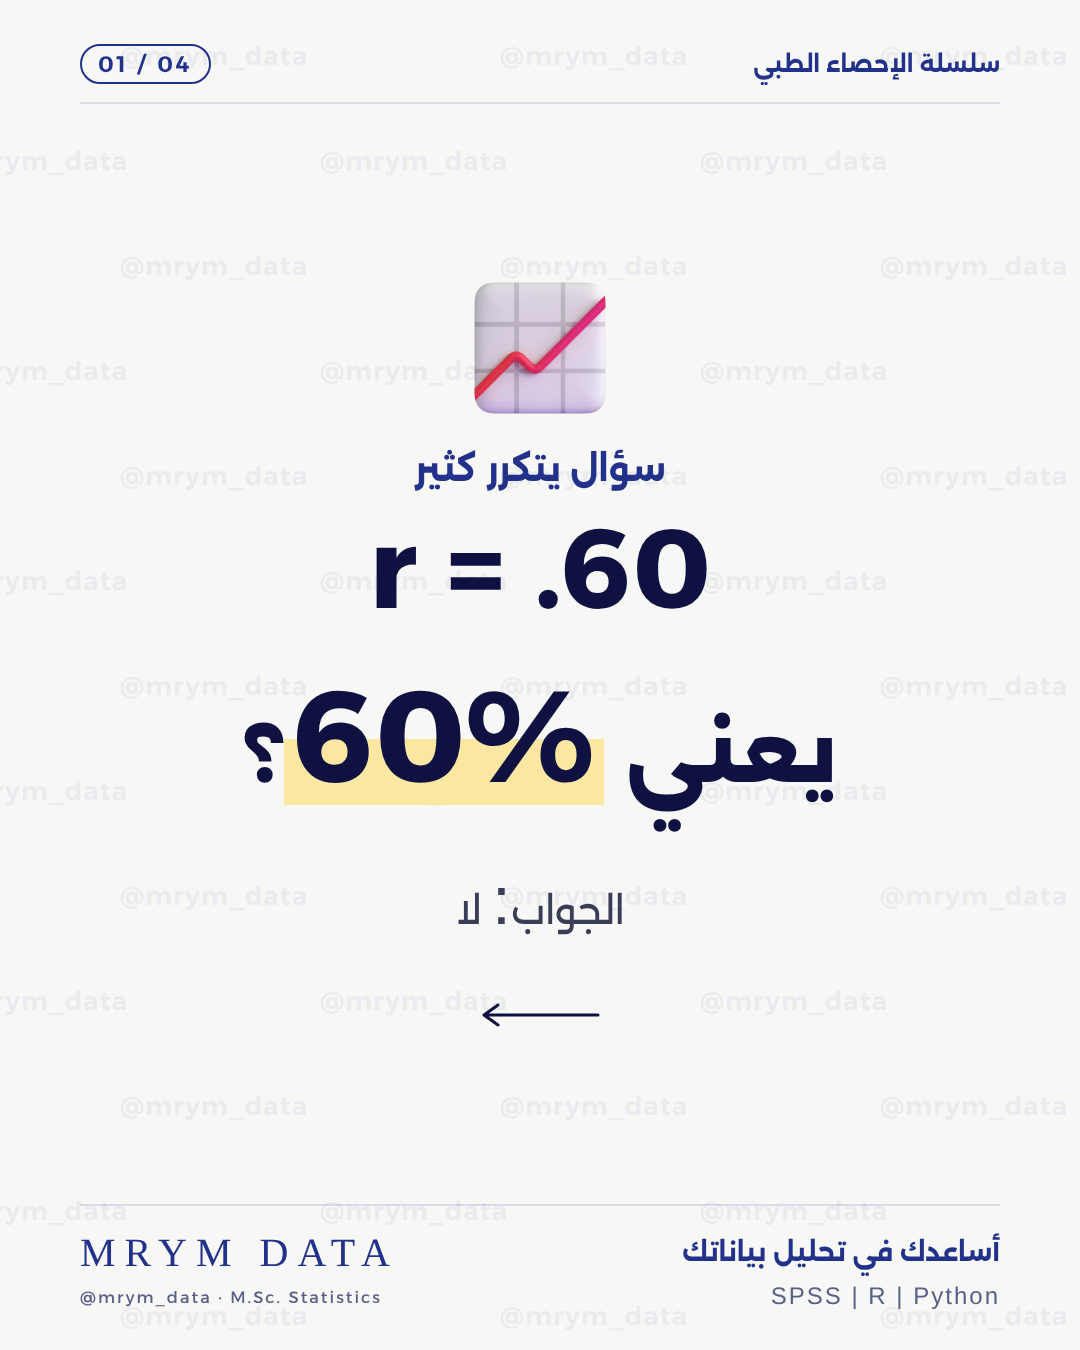 سلسلة الإحصاء الطبي
01 / 04
سؤال يتكرر كثير
r = .60
يعني 60%؟
الجواب: لا
أساعدك في تحليل بياناتك
SPSS | R | Python
MRYM DATA
@mrym_data · M.Sc. Statistics
@mrym_data